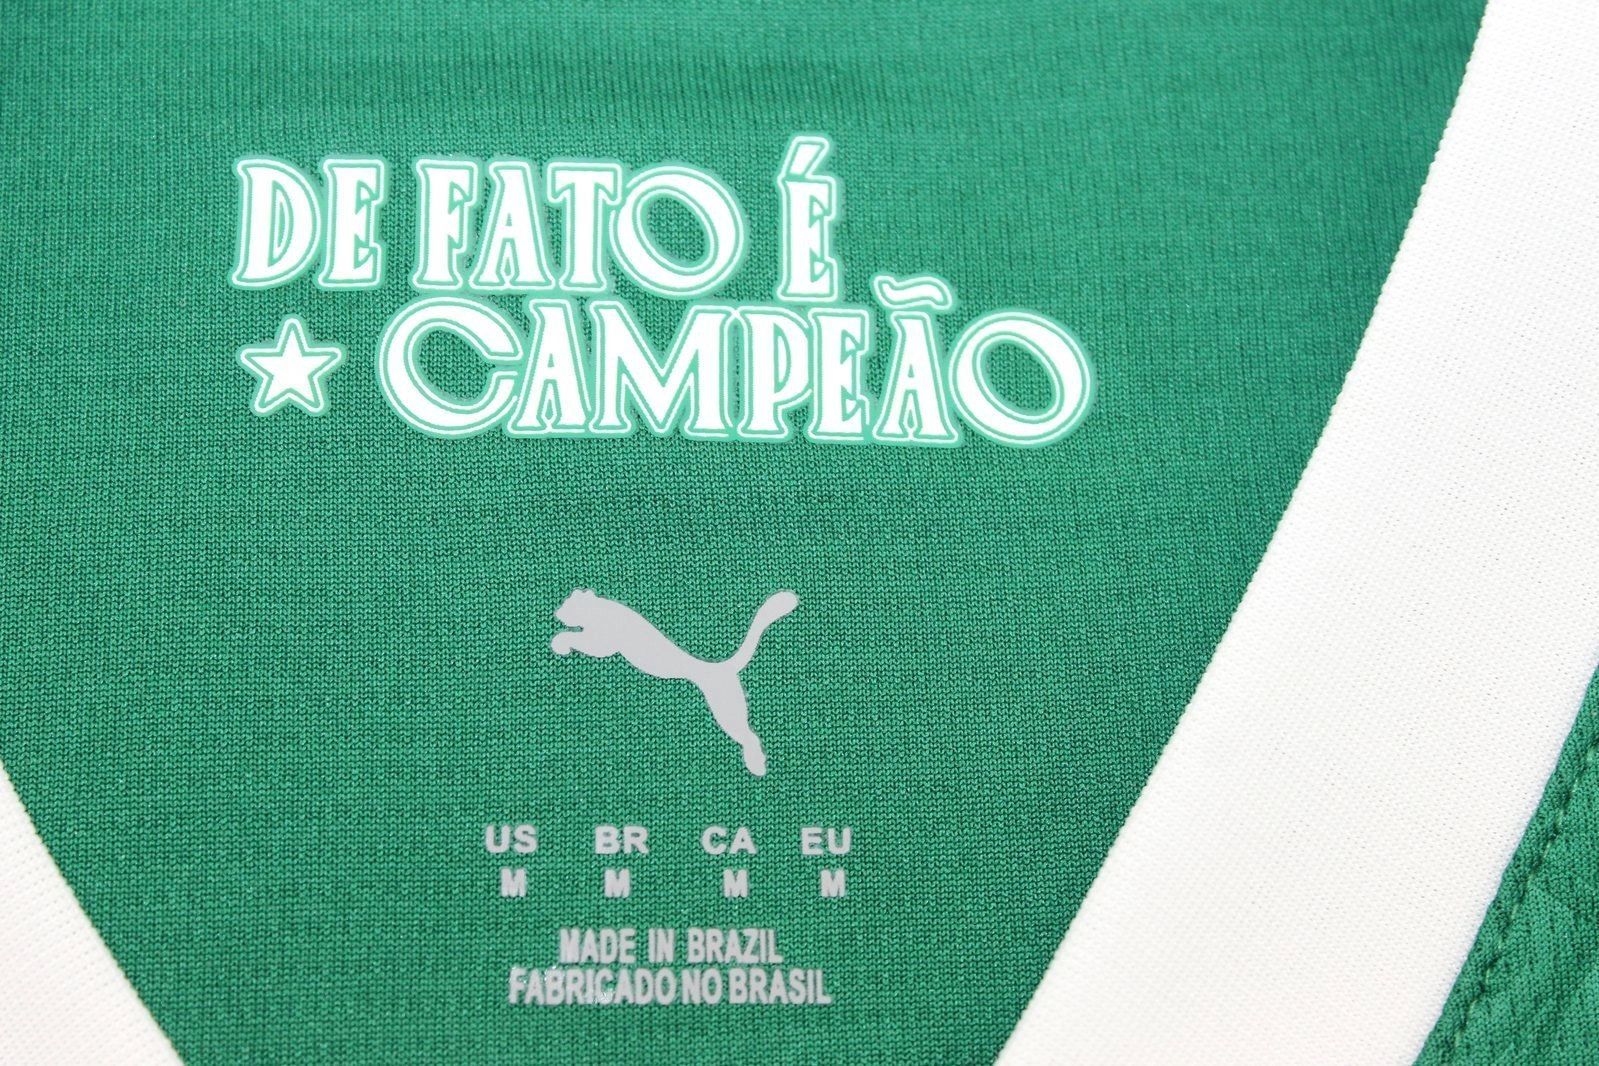 DE FATO É
CAMPEÃO
US BR CA EU
M M M M
MADE IN BRAZIL
FABRICADO NO BRASIL